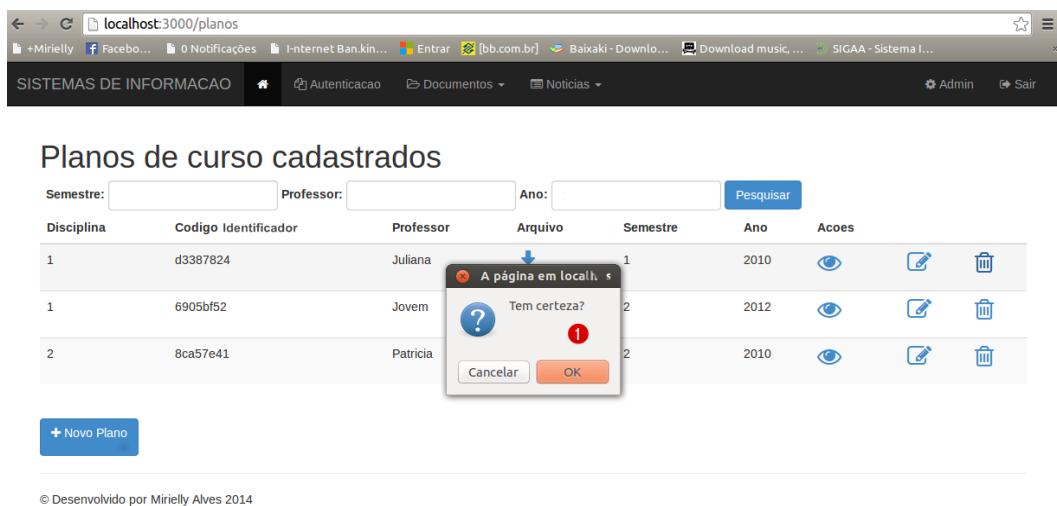 localhost:3000/planos
+Mirielly Facebo... 0 Notificações I-nternet Ban.kin... Entrar [bb.com.br] Baixaki - Downlo... Download music, ... SIGAA - Sistema I...
SISTEMAS DE INFORMACAO Autenticacao Documentos Noticias Admin Sair
Planos de curso cadastrados
Semestre: Professor: Ano: Pesquisar
Disciplina Codigo Identificador Professor Arquivo Semestre Ano Acoes
1 d3387824 Juliana 1 2010
1 6905bf52 Jovem 2 2012
2 8ca57e41 Patricia 2 2010
A página em localh s
Tem certeza?
1
Cancelar OK
+ Novo Plano
© Desenvolvido por Mirielly Alves 2014